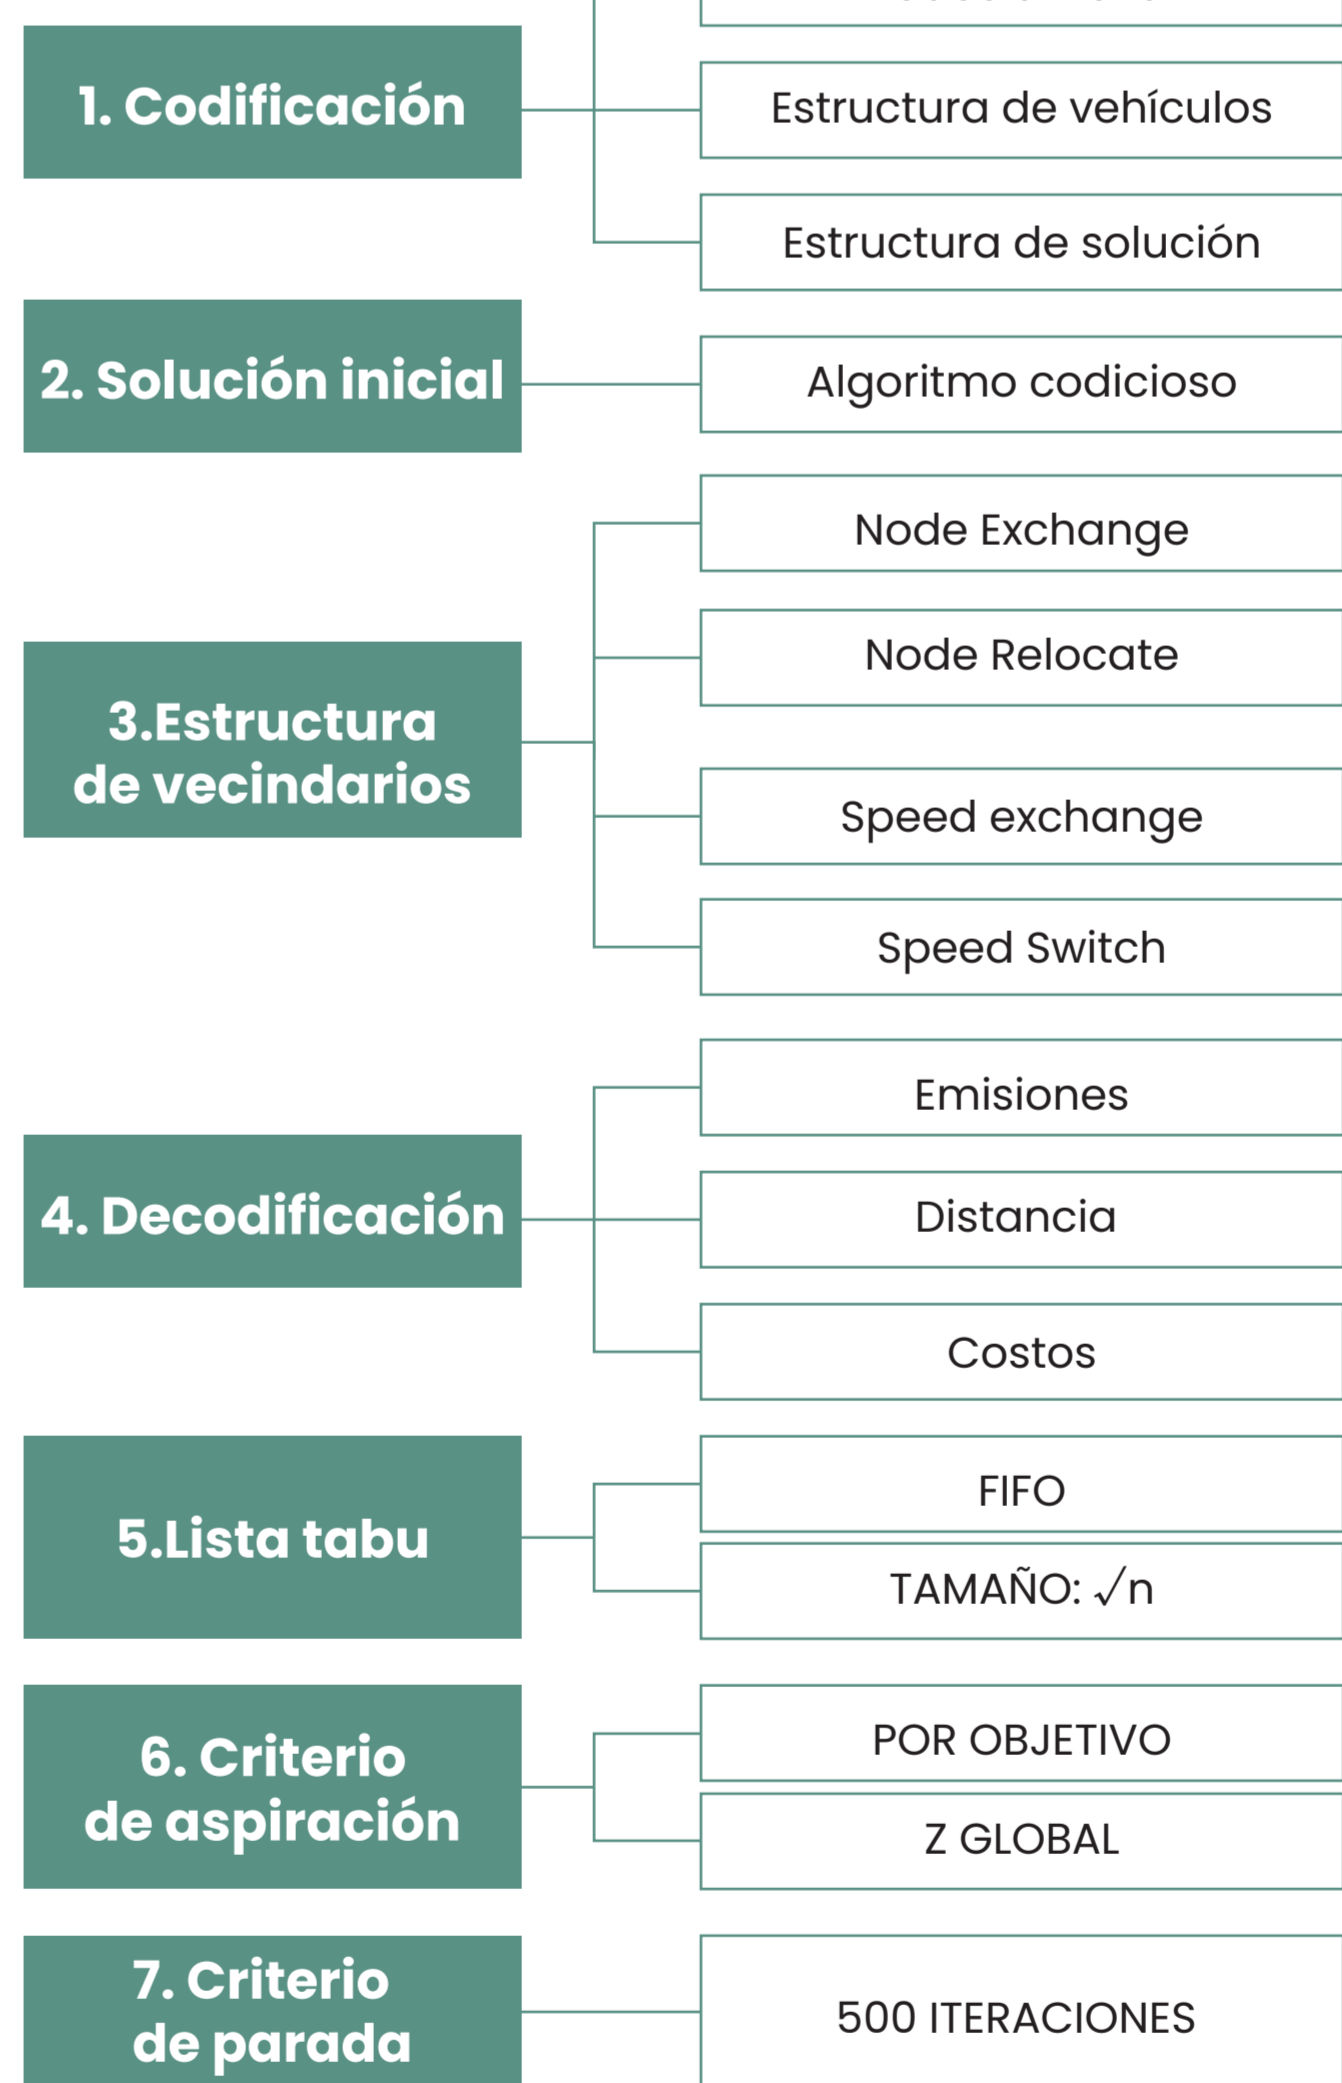 1. Codificación
Estructura de vehículos
Estructura de solución
2. Solución inicial
Algoritmo codicioso
3.Estructura
de vecindarios
Node Exchange
Node Relocate
Speed exchange
Speed Switch
4. Decodificación
Emisiones
Distancia
Costos
5.Lista tabu
FIFO
TAMAÑO: √n
6. Criterio
de aspiración
POR OBJETIVO
Z GLOBAL
7. Criterio
de parada
500 ITERACIONES